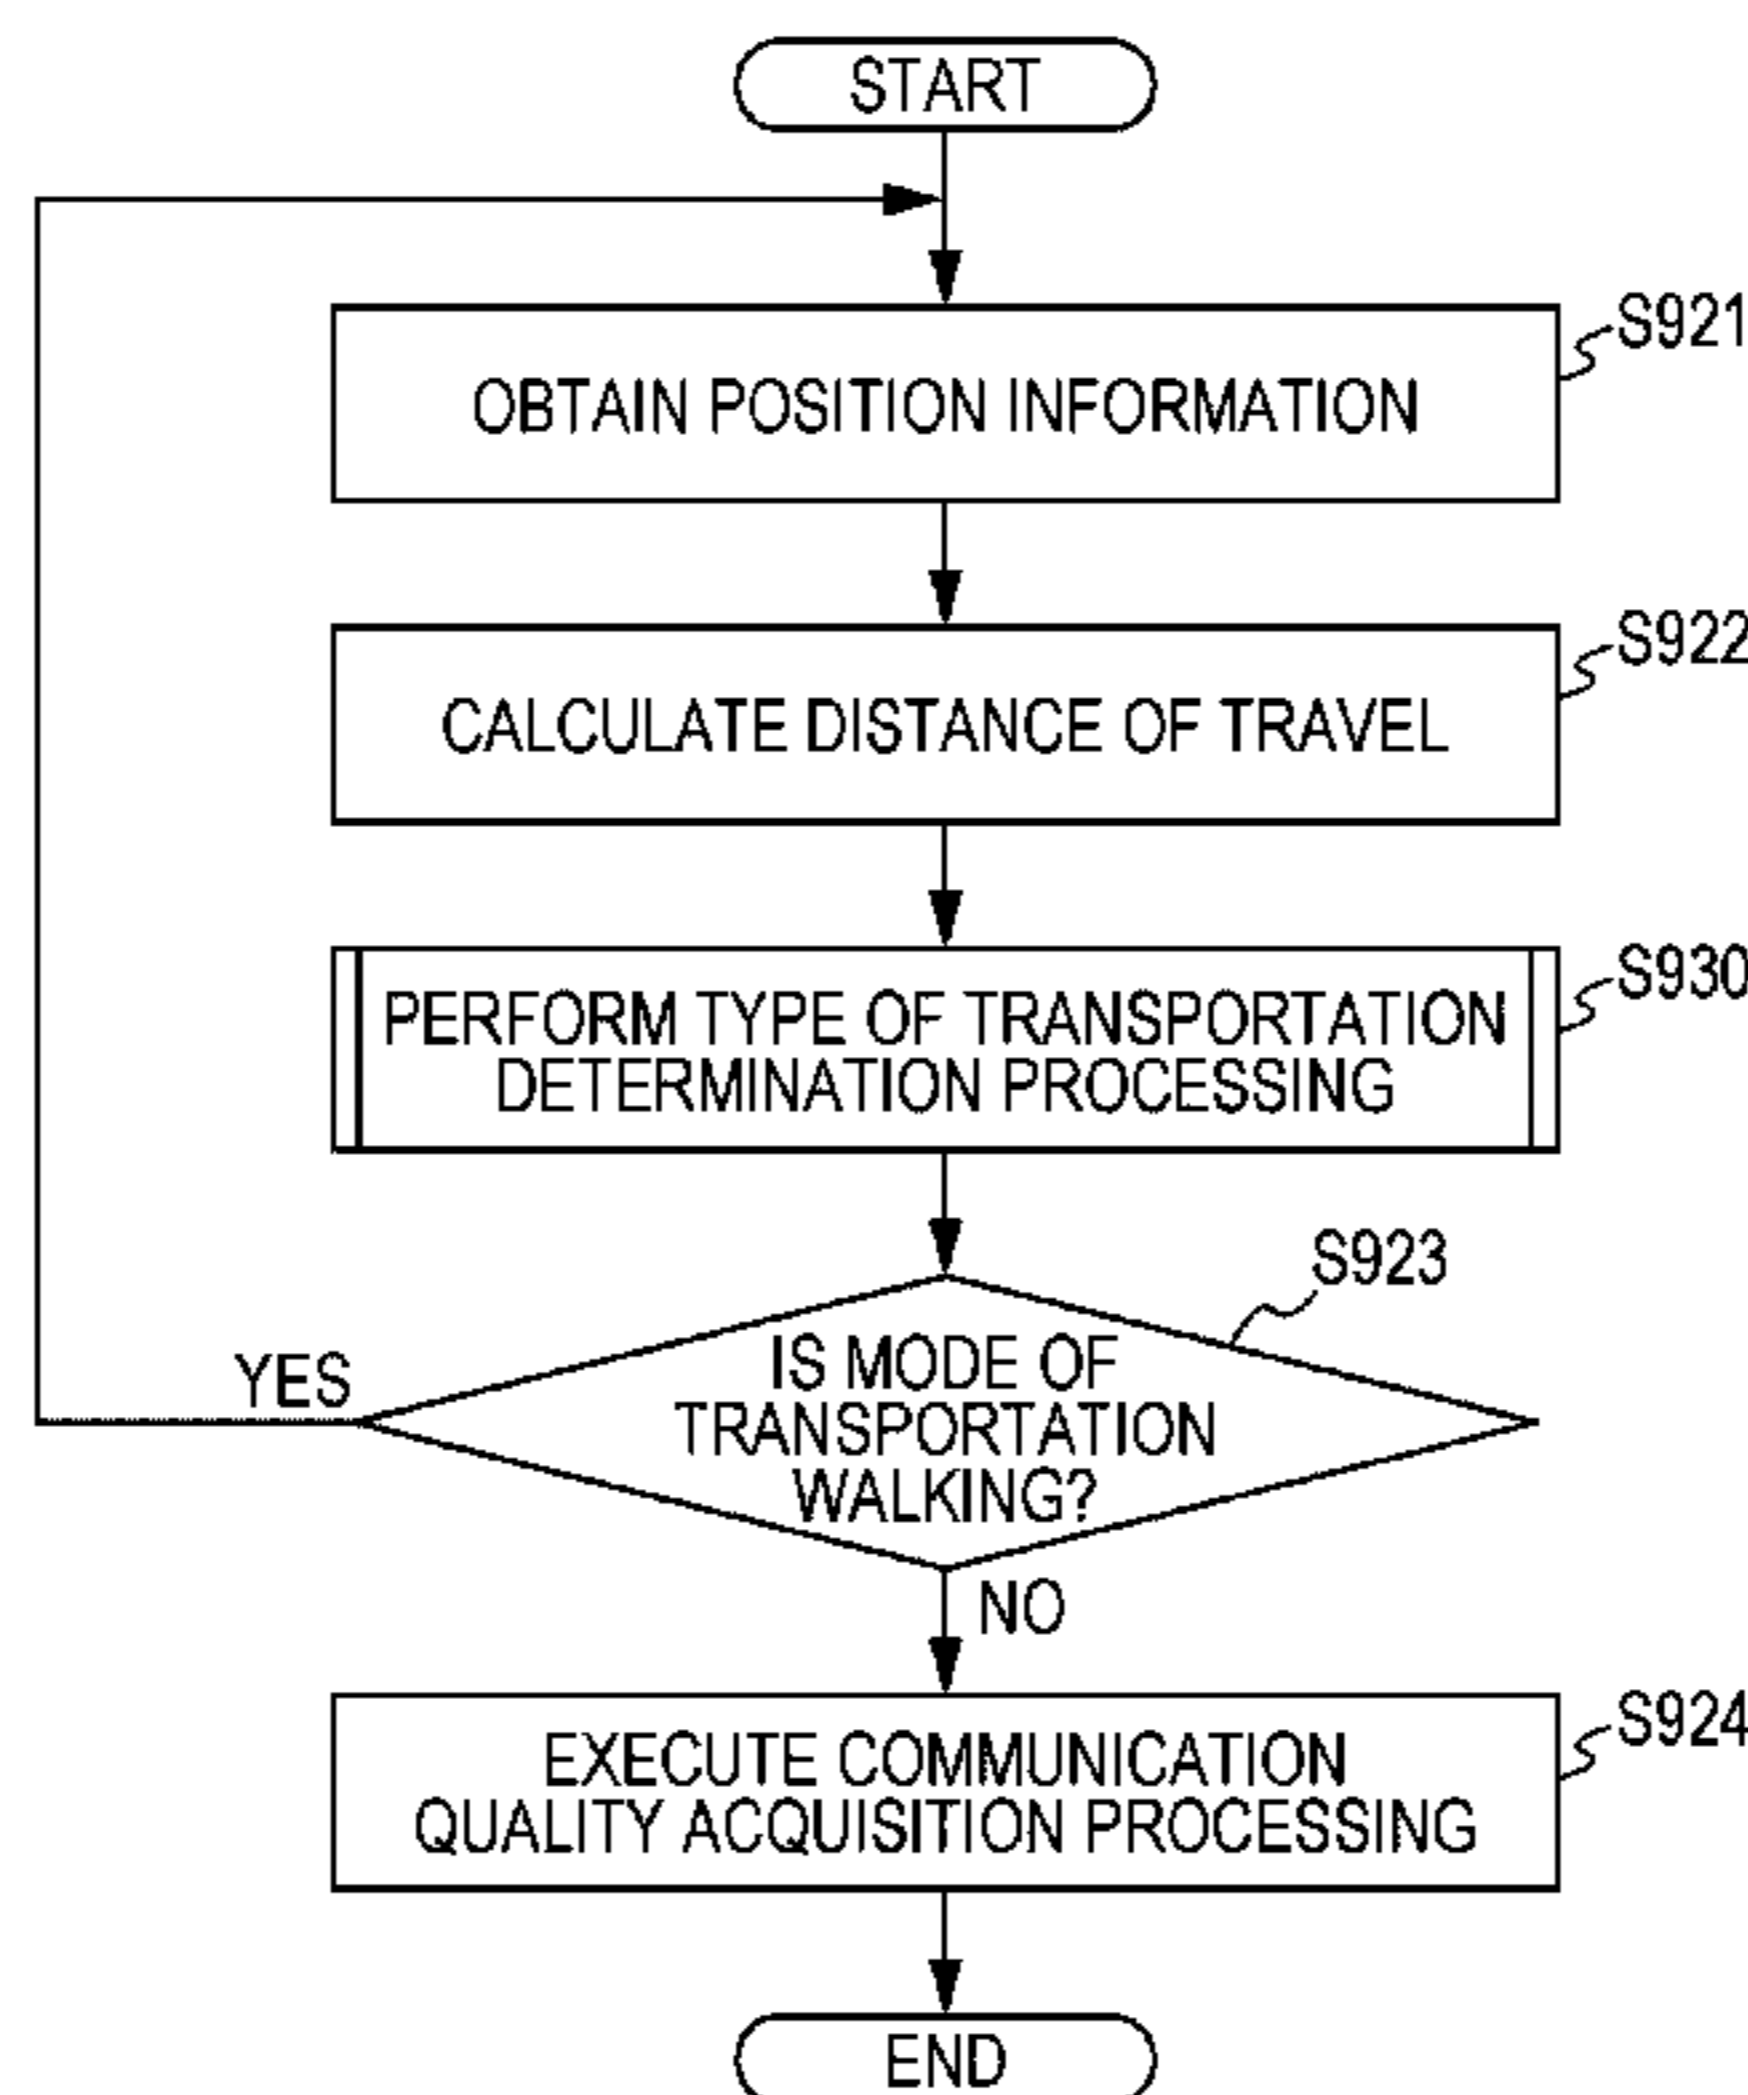 START
S921
OBTAIN POSITION INFORMATION
S922
CALCULATE DISTANCE OF TRAVEL
S930
PERFORM TYPE OF TRANSPORTATION
DETERMINATION PROCESSING
S923
IS MODE OF
TRANSPORTATION
WALKING?
YES
NO
S924
EXECUTE COMMUNICATION
QUALITY ACQUISITION PROCESSING
END